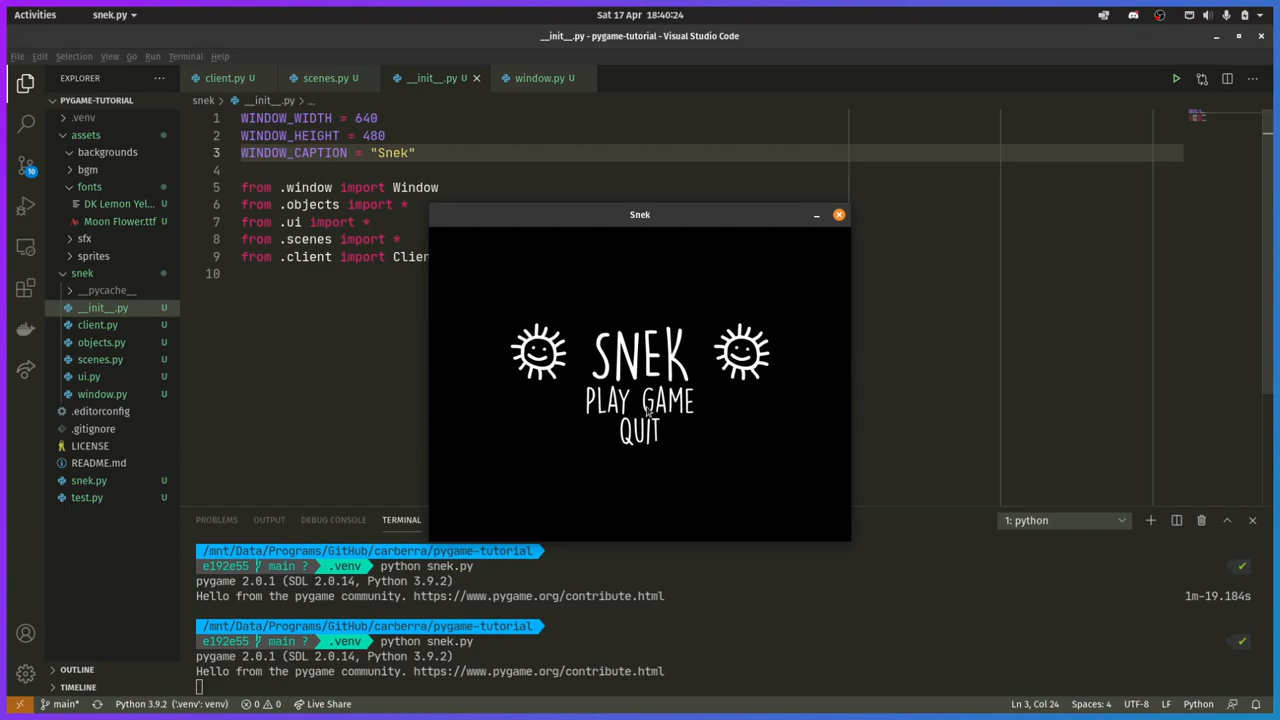 Activities
snek.py
Sat 17 Apr 18:40:24
__init__.py - pygame-tutorial - Visual Studio Code
File Edit Selection View Go Run Terminal Help
EXPLORER
PYGAME-TUTORIAL
.venv
assets
backgrounds
bgm
fonts
DK Lemon Yel...
Moon Flower.ttf
sfx
sprites
snek
__pycache__
__init__.py U
client.py U
objects.py U
scenes.py U
ui.py U
window.py U
.editorconfig
.gitignore
LICENSE
README.md
snek.py U
test.py U
OUTLINE
TIMELINE
10
client.py U
scenes.py U
__init__.py U
window.py U
snek > __init__.py > ...
1 WINDOW_WIDTH = 640
2 WINDOW_HEIGHT = 480
3 WINDOW_CAPTION = "Snek"
4
5 from .window import Window
6 from .objects import *
7 from .ui import *
8 from .scenes import *
9 from .client import Clien
10
Snek
SNEK
PLAY GAME
QUIT
PROBLEMS OUTPUT DEBUG CONSOLE TERMINAL
1: python
/mnt/Data/Programs/GitHub/carberra/pygame-tutorial
e192e55 main ? .venv python snek.py
pygame 2.0.1 (SDL 2.0.14, Python 3.9.2)
Hello from the pygame community. https://www.pygame.org/contribute.html
1m-19.184s
/mnt/Data/Programs/GitHub/carberra/pygame-tutorial
e192e55 main ? .venv python snek.py
pygame 2.0.1 (SDL 2.0.14, Python 3.9.2)
Hello from the pygame community. https://www.pygame.org/contribute.html
main* Python 3.9.2 ('.venv': venv) 0 0 Live Share
Ln 3, Col 24 Spaces: 4 UTF-8 LF Python